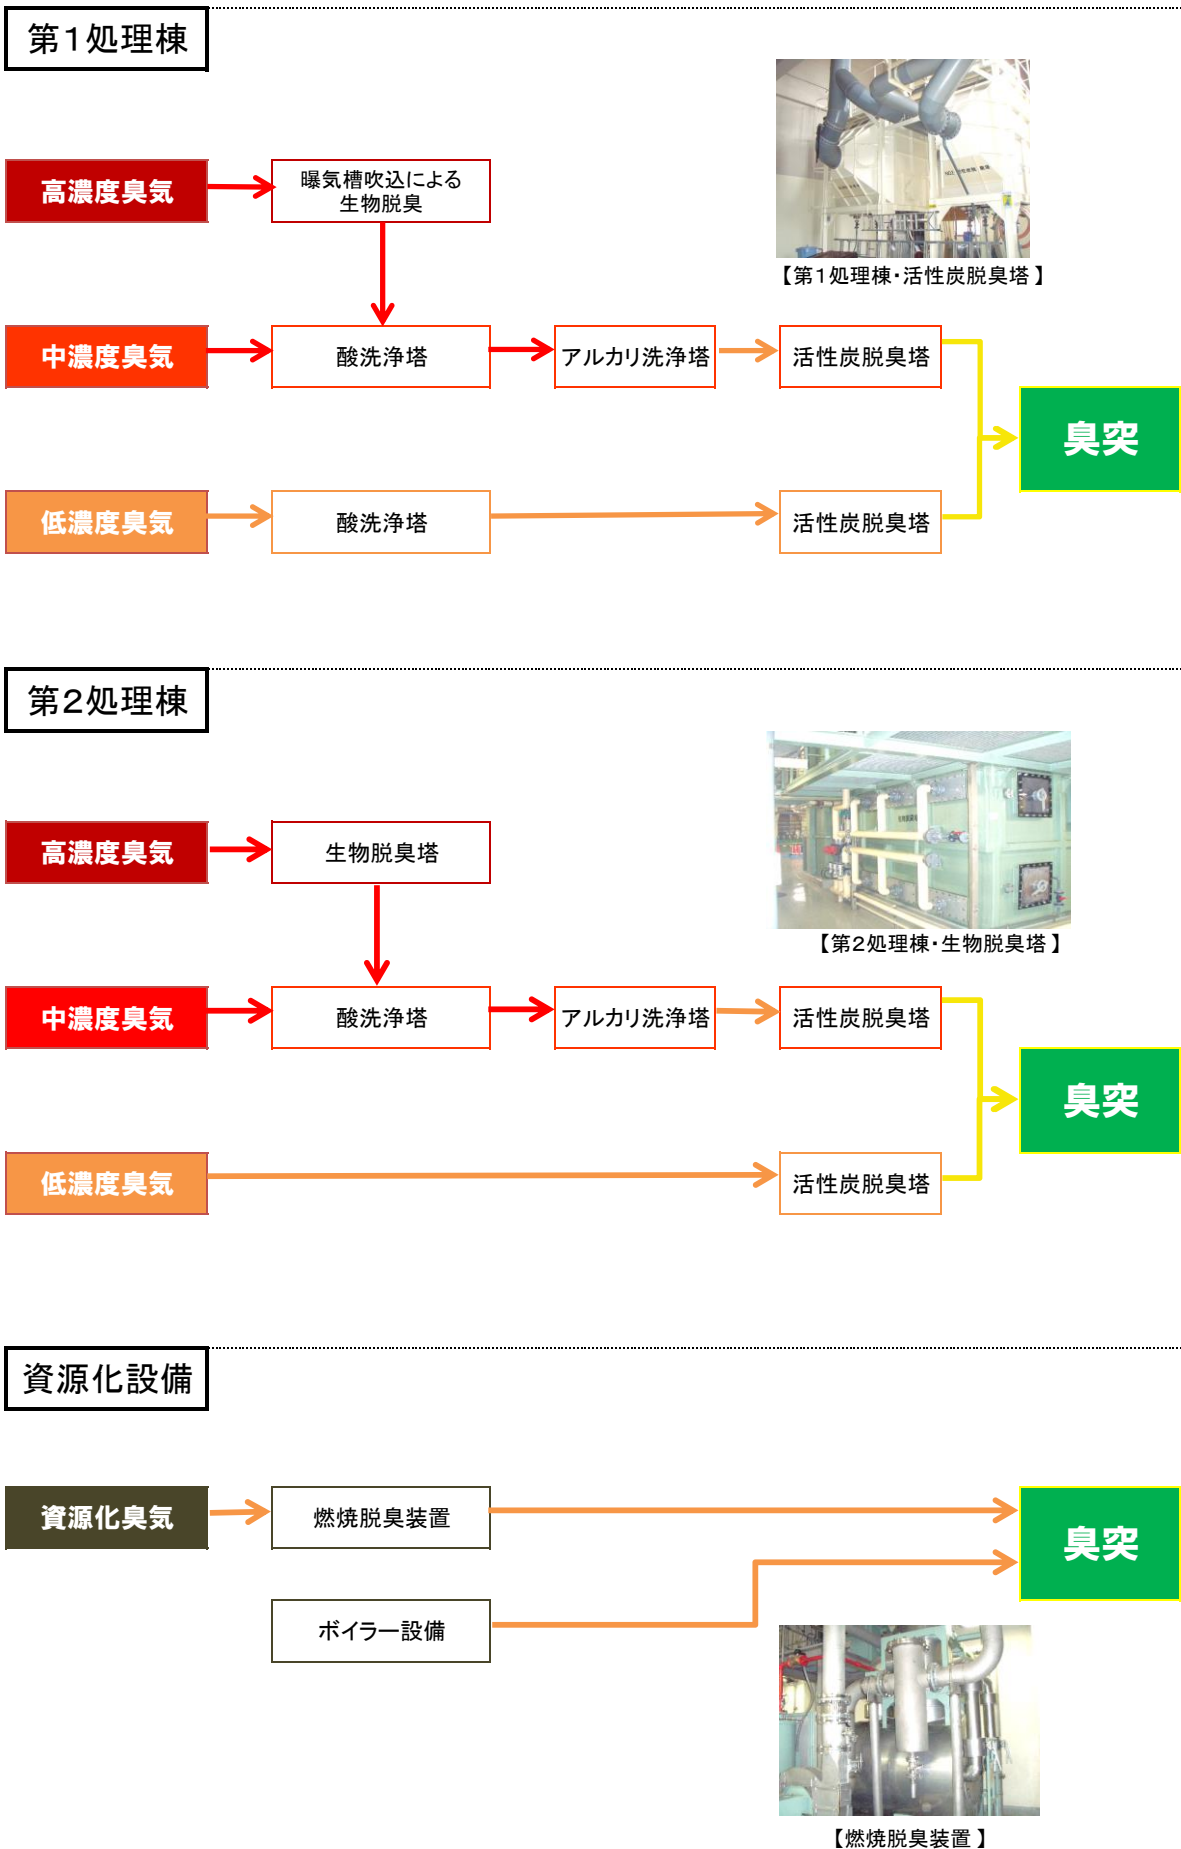 第1処理棟
高濃度臭気
曝気槽吹込による
生物脱臭
【第1処理棟・活性炭脱臭塔】
中濃度臭気
酸洗浄塔
アルカリ洗浄塔
活性炭脱臭塔
臭突
低濃度臭気
酸洗浄塔
活性炭脱臭塔
第2処理棟
高濃度臭気
生物脱臭塔
【第2処理棟・生物脱臭塔】
中濃度臭気
酸洗浄塔
アルカリ洗浄塔
活性炭脱臭塔
臭突
低濃度臭気
活性炭脱臭塔
資源化設備
資源化臭気
燃焼脱臭装置
臭突
ボイラー設備
【燃焼脱臭装置】